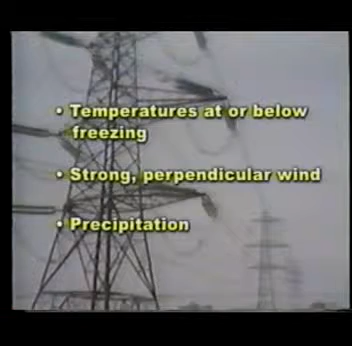 • Temperatures at or below
freezing
• Strong, perpendicular wind
• Precipitation